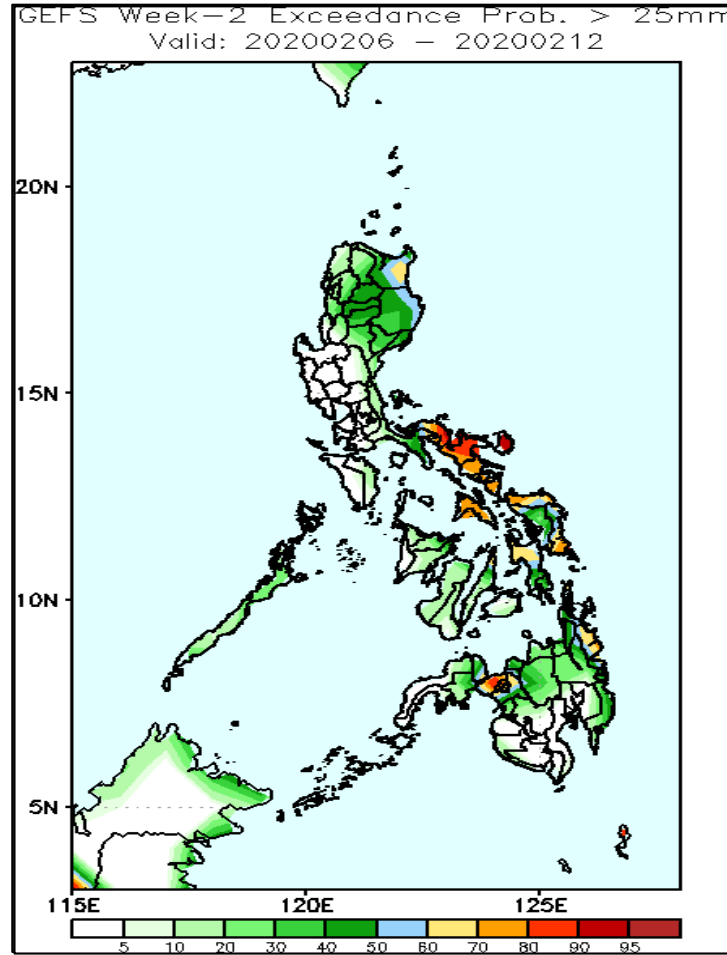 GEFS Week-2 Exceedance Prob. > 25mm
Valid: 20200206 - 20200212
20N
15N
10N
5N
115E 120E 125E
5 10 20 30 40 50 60 70 80 90 95